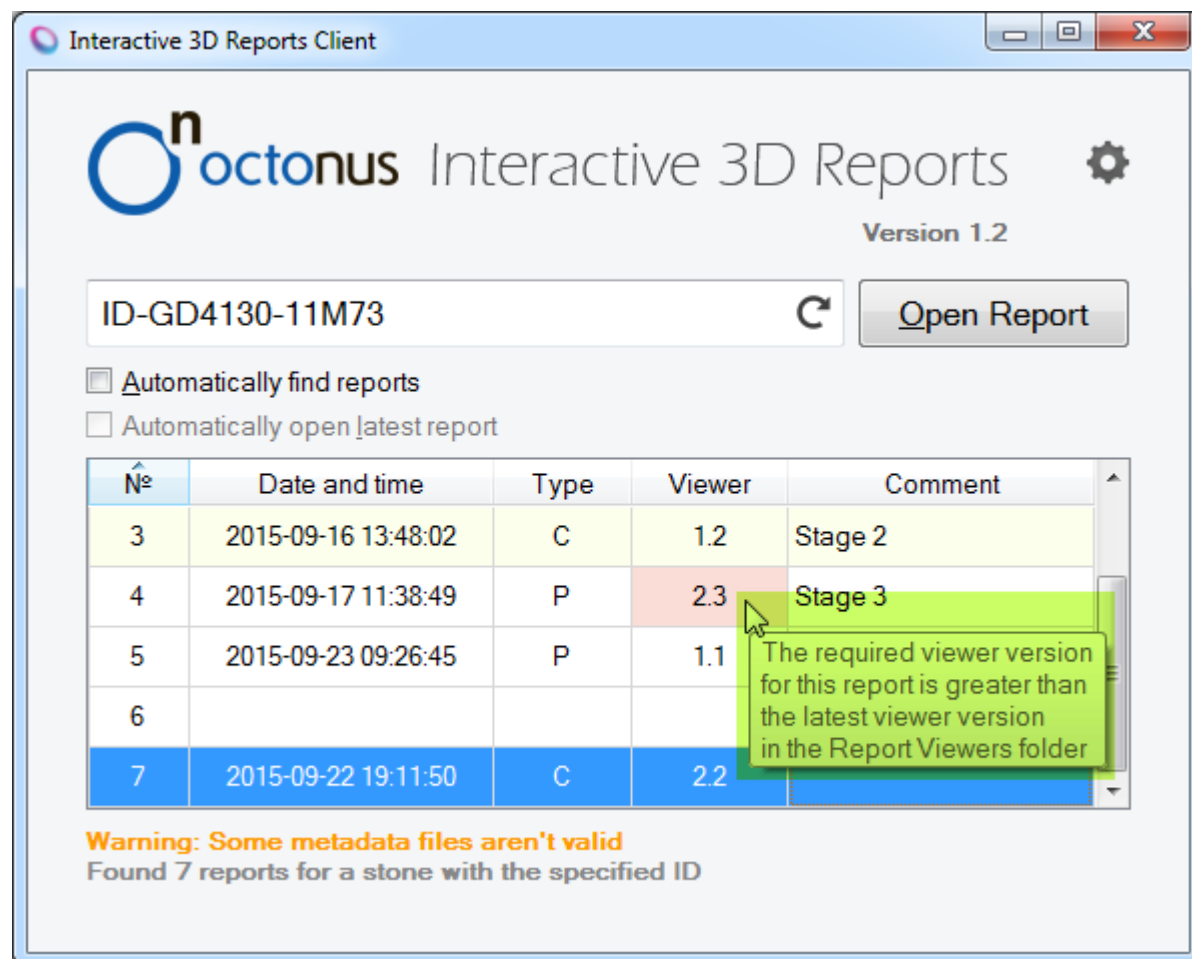 Interactive 3D Reports Client
n
octonus Interactive 3D Reports
Version 1.2
ID-GD4130-11M73 Open Report
Automatically find reports
Automatically open latest report
№ Date and time Type Viewer Comment
3 2015-09-16 13:48:02 C 1.2 Stage 2
4 2015-09-17 11:38:49 P 2.3 Stage 3
5 2015-09-23 09:26:45 P 1.1
The required viewer version
for this report is greater than
the latest viewer version
in the Report Viewers folder
6
7 2015-09-22 19:11:50 C 2.2
Warning: Some metadata files aren't valid
Found 7 reports for a stone with the specified ID